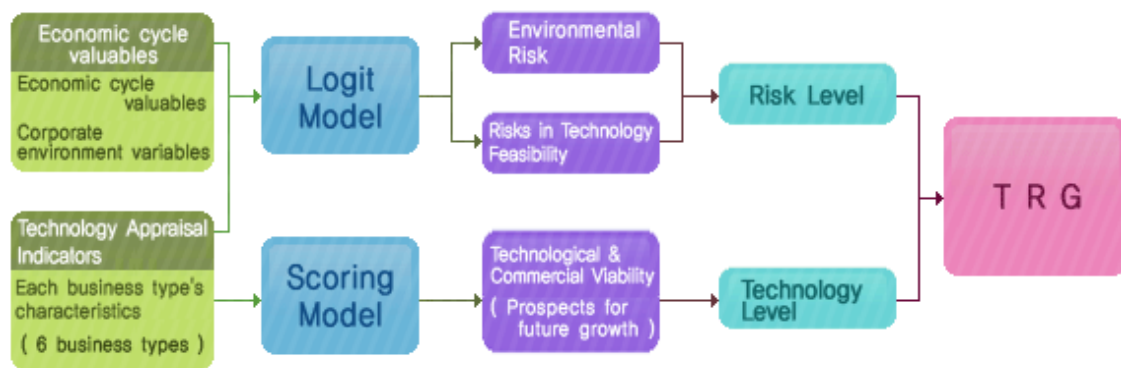 Economic cycle
valuables
Economic cycle
valuables
Corporate
environment variables
Technology Appraisal
Indicators
Each business type's
characteristics
( 6 business types )
Logit
Model
Scoring
Model
Environmental
Risk
Risks in Technology
Feasibility
Technological &
Commercial Viability
( Prospects for
future growth )
Risk Level
Technology
Level
T R G